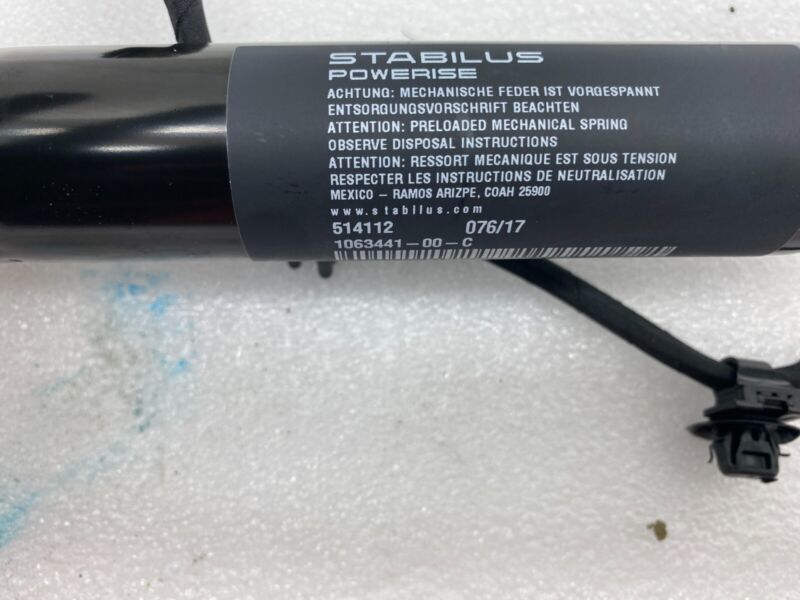 STABILUS
POWERISE
ACHTUNG: MECHANISCHE FEDER IST VORGESPANNT
ENTSORGUNGSVORSCHRIFT BEACHTEN
ATTENTION: PRELOADED MECHANICAL SPRING
OBSERVE DISPOSAL INSTRUCTIONS
ATTENTION: RESSORT MECANIQUE EST SOUS TENSION
RESPECTER LES INSTRUCTIONS DE NEUTRALISATION
MEXICO – RAMOS ARIZPE, COAH 25900
www.stabilus.com
514112 076/17
1063441-00-C